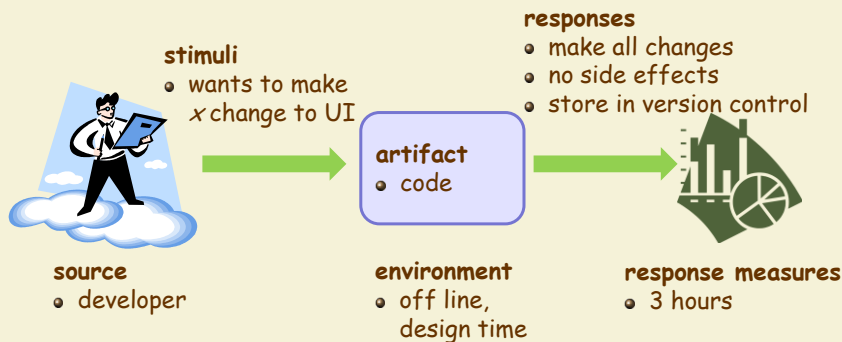 stimuli
wants to make
x change to UI
responses
make all changes
no side effects
store in version control
artifact
code
source
developer
environment
off line,
design time
response measures
3 hours